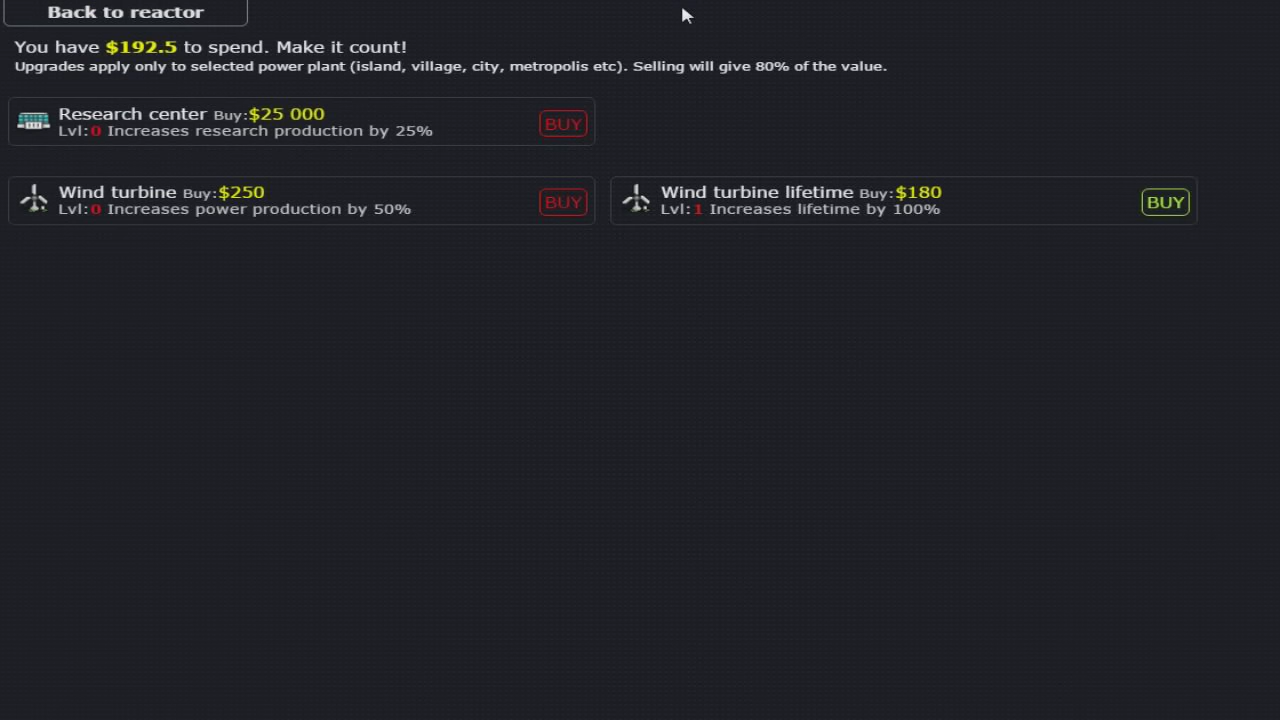 Back to reactor
You have $192.5 to spend. Make it count!
Upgrades apply only to selected power plant (island, village, city, metropolis etc). Selling will give 80% of the value.
Research center Buy:$25 000
Lvl:0 Increases research production by 25%
BUY
Wind turbine Buy:$250
Lvl:0 Increases power production by 50%
BUY
Wind turbine lifetime Buy:$180
Lvl:1 Increases lifetime by 100%
BUY